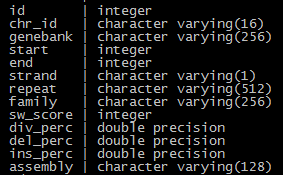 id | integer
chr_id | character varying(16)
genebank | character varying(256)
start | integer
end | integer
strand | character varying(1)
repeat | character varying(512)
family | character varying(256)
sw_score | integer
div_perc | double precision
del_perc | double precision
ins_perc | double precision
assembly | character varying(128)